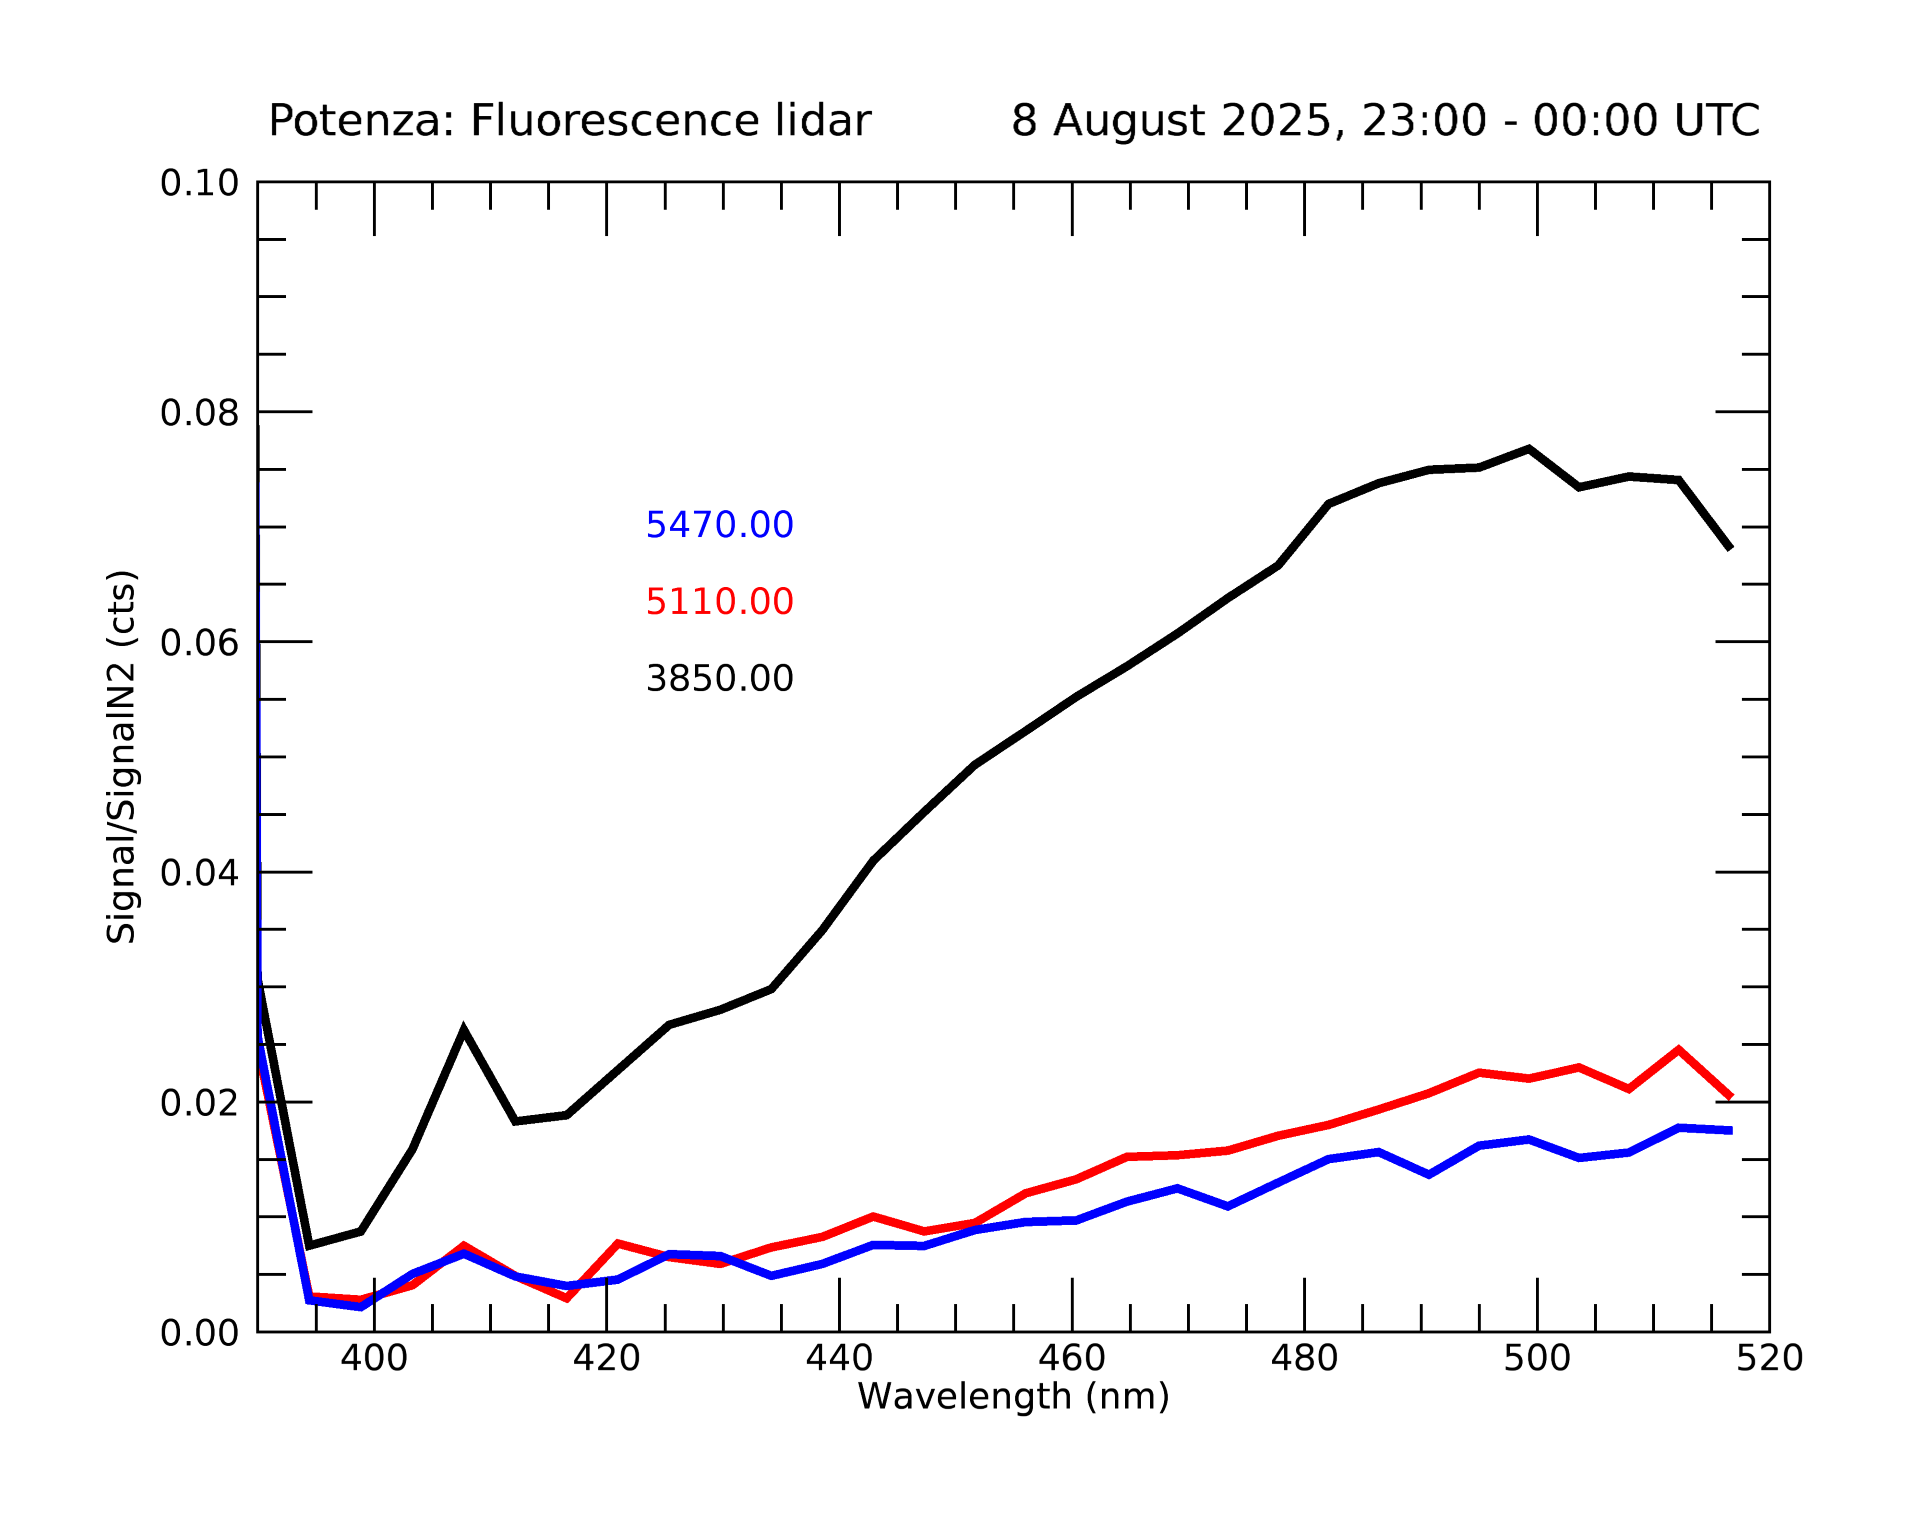 Potenza: Fluorescence lidar 8 August 2025, 23:00 - 00:00 UTC
0.10
0.08
0.06
0.04
0.02
0.00
Signal/SignalN2 (cts)
5470.00
5110.00
3850.00
400 420 440 460 480 500 520
Wavelength (nm)